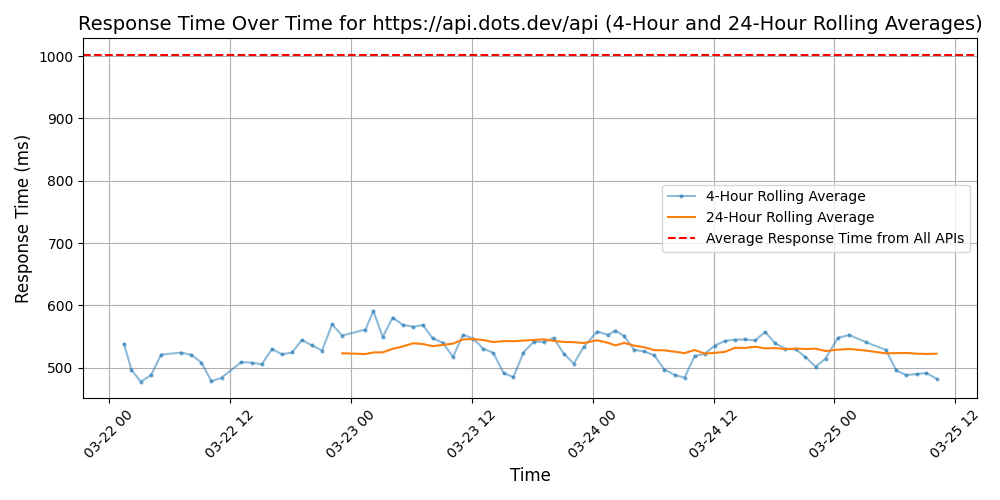 Response Time Over Time for https://api.dots.dev/api (4-Hour and 24-Hour Rolling Averages)
Response Time (ms)
1000
900
800
700
600
500
4-Hour Rolling Average
24-Hour Rolling Average
Average Response Time from All APIs
03-22 00
03-22 12
03-23 00
03-23 12
03-24 00
03-24 12
03-25 00
03-25 12
Time